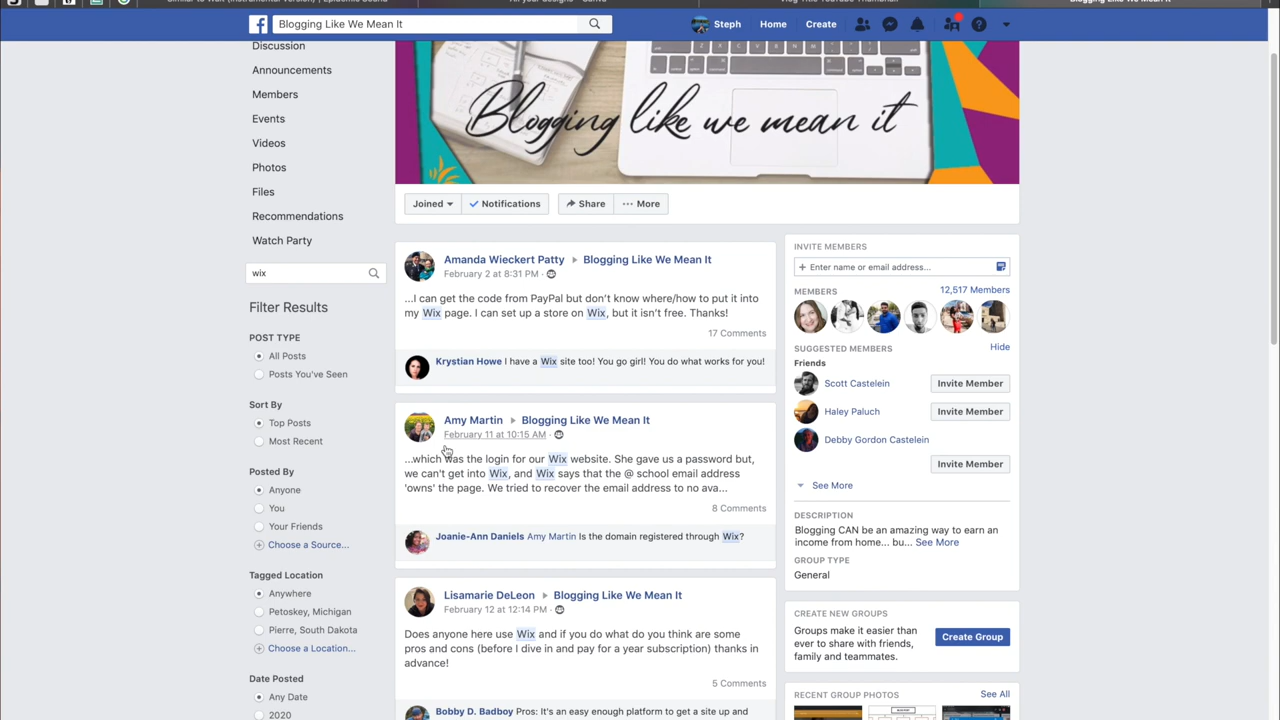 Blogging Like We Mean It
Steph
Home
Create
Discussion
Announcements
Members
Events
Videos
Photos
Files
Recommendations
Watch Party
wix
Filter Results
POST TYPE
All Posts
Posts You've Seen
Sort By
Top Posts
Most Recent
Posted By
Anyone
You
Your Friends
Choose a Source...
Tagged Location
Anywhere
Petoskey, Michigan
Pierre, South Dakota
Choose a Location...
Date Posted
Any Date
2020
Blogging like we mean it
Joined
Notifications
Share
More
Amanda Wieckert Patty Blogging Like We Mean It
February 2 at 8:31 PM ·
...I can get the code from PayPal but don't know where/how to put it into
my Wix page. I can set up a store on Wix, but it isn't free. Thanks!
17 Comments
Krystian Howe I have a Wix site too! You go girl! You do what works for you!
Amy Martin Blogging Like We Mean It
February 11 at 10:15 AM ·
...which was the login for our Wix website. She gave us a password but,
we can't get into Wix, and Wix says that the @ school email address
'owns' the page. We tried to recover the email address to no ava...
8 Comments
Joanie-Ann Daniels Amy Martin Is the domain registered through Wix?
Lisamarie DeLeon Blogging Like We Mean It
February 12 at 12:14 PM ·
Does anyone here use Wix and if you do what do you think are some
pros and cons (before I dive in and pay for a year subscription) thanks in
advance!
5 Comments
Bobby D. Badboy Pros: It's an easy enough platform to get a site up and
INVITE MEMBERS
+ Enter name or email address...
MEMBERS
12,517 Members
SUGGESTED MEMBERS
Hide
Friends
Scott Castelein
Invite Member
Haley Paluch
Invite Member
Debby Gordon Castelein
Invite Member
See More
DESCRIPTION
Blogging CAN be an amazing way to earn an
income from home... bu... See More
GROUP TYPE
General
CREATE NEW GROUPS
Groups make it easier than
ever to share with friends,
family and teammates.
Create Group
RECENT GROUP PHOTOS
See All